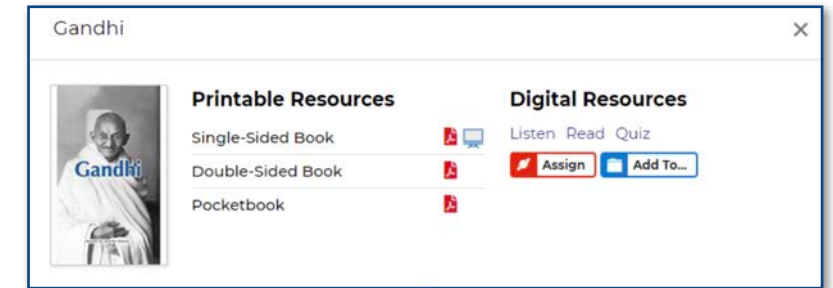 Gandhi
Gandhi
Printable Resources
Single-Sided Book
Double-Sided Book
Pocketbook
Digital Resources
Listen Read Quiz
Assign Add To...